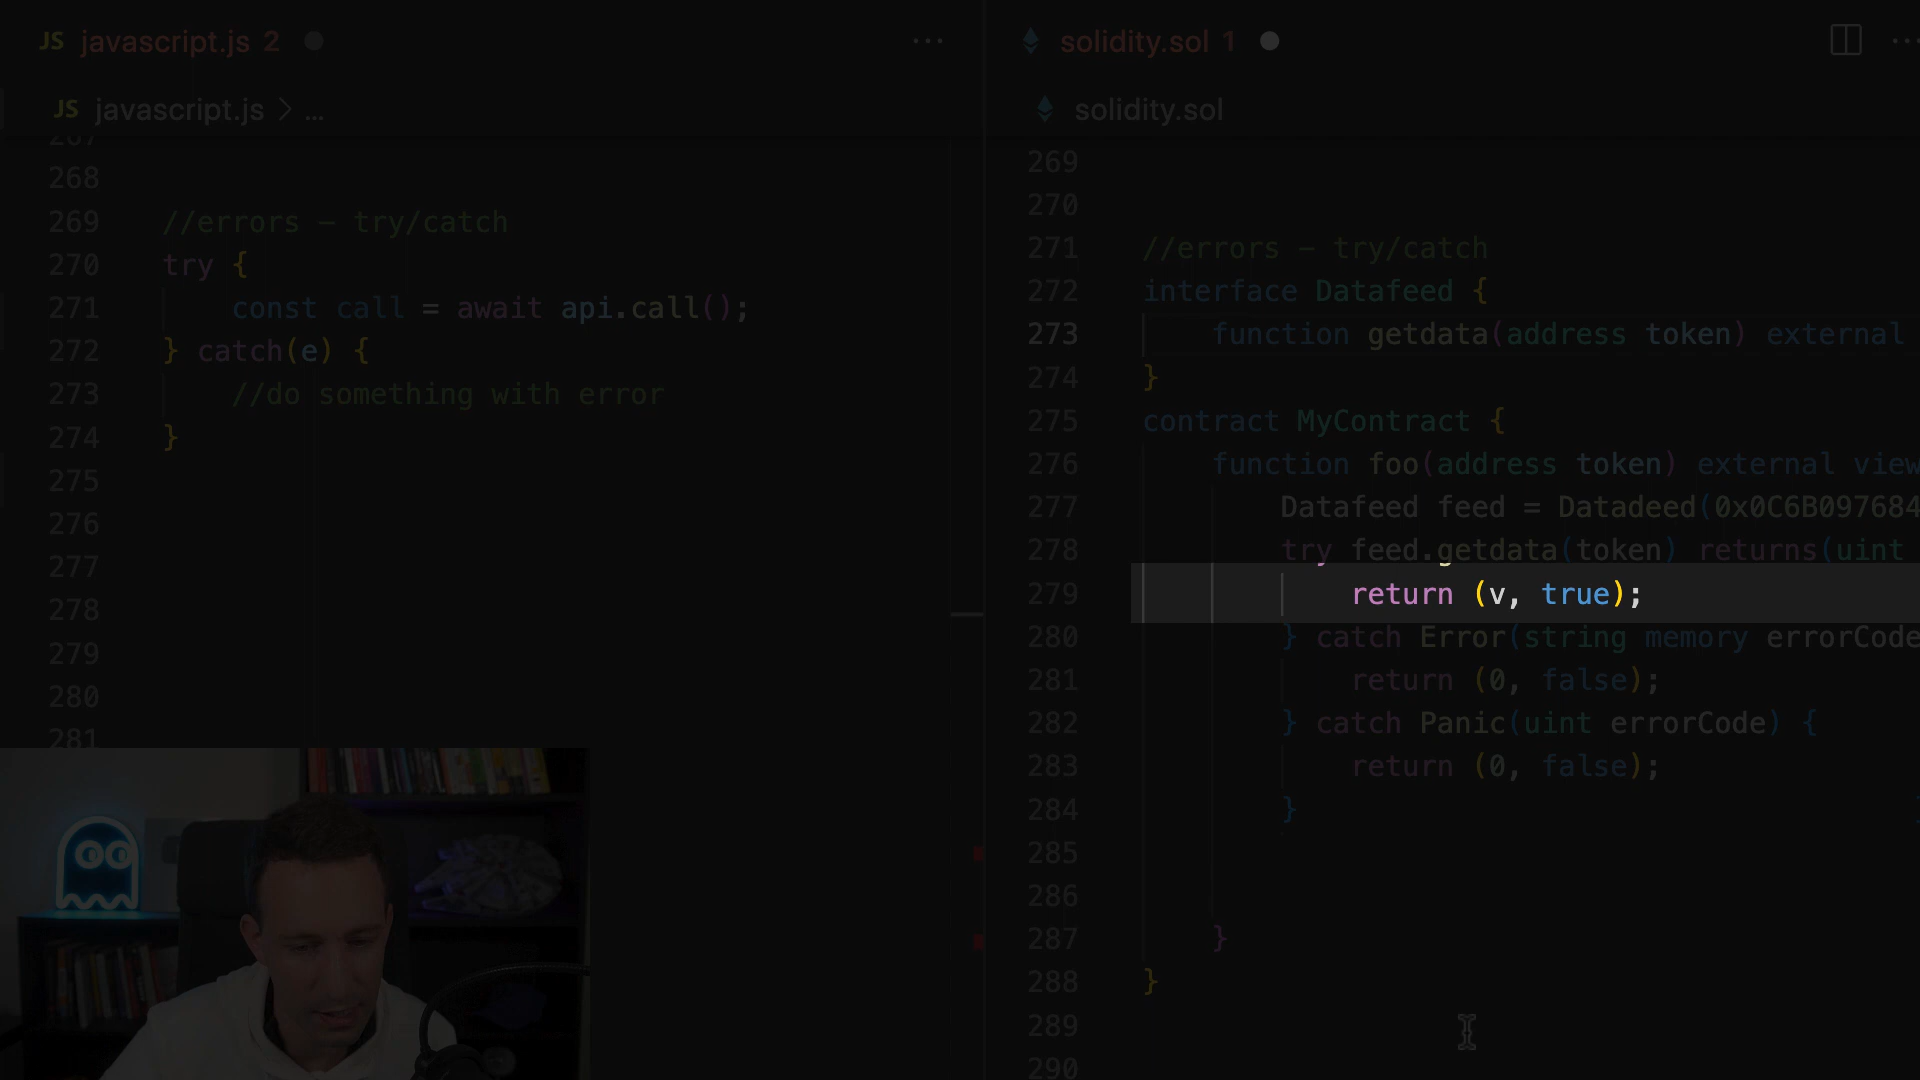 JS javascript.js 2
JS javascript.js > ...
267
268
269 //errors – try/catch
270 try {
271 const call = await api.call();
272 } catch(e) {
273 //do something with error
274 }
275
276
277
278
279
280
281
solidity.sol 1
solidity.sol
269
270
271 //errors – try/catch
272 interface Datafeed {
273 function getdata(address token) external
274 }
275 contract MyContract {
276 function foo(address token) external view
277 Datafeed feed = Datadeed(0x0C6B097684
278 try feed.getdata(token) returns(uint
279 return (v, true);
280 } catch Error(string memory errorCode
281 return (0, false);
282 } catch Panic(uint errorCode) {
283 return (0, false);
284 }
285
286
287 }
288 }
289
290